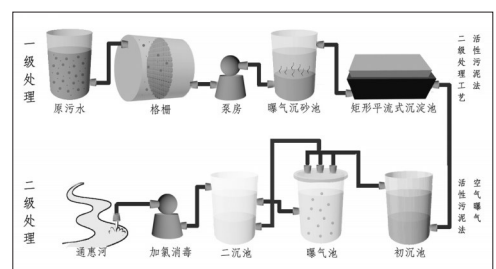 一级处理
原污水
格栅
泵房
曝气沉砂池
矩形平流式沉淀池
活性污泥法
二级处理工艺
二级处理
通惠河
加氯消毒
二沉池
曝气池
初沉池
空气曝气
活性污泥法